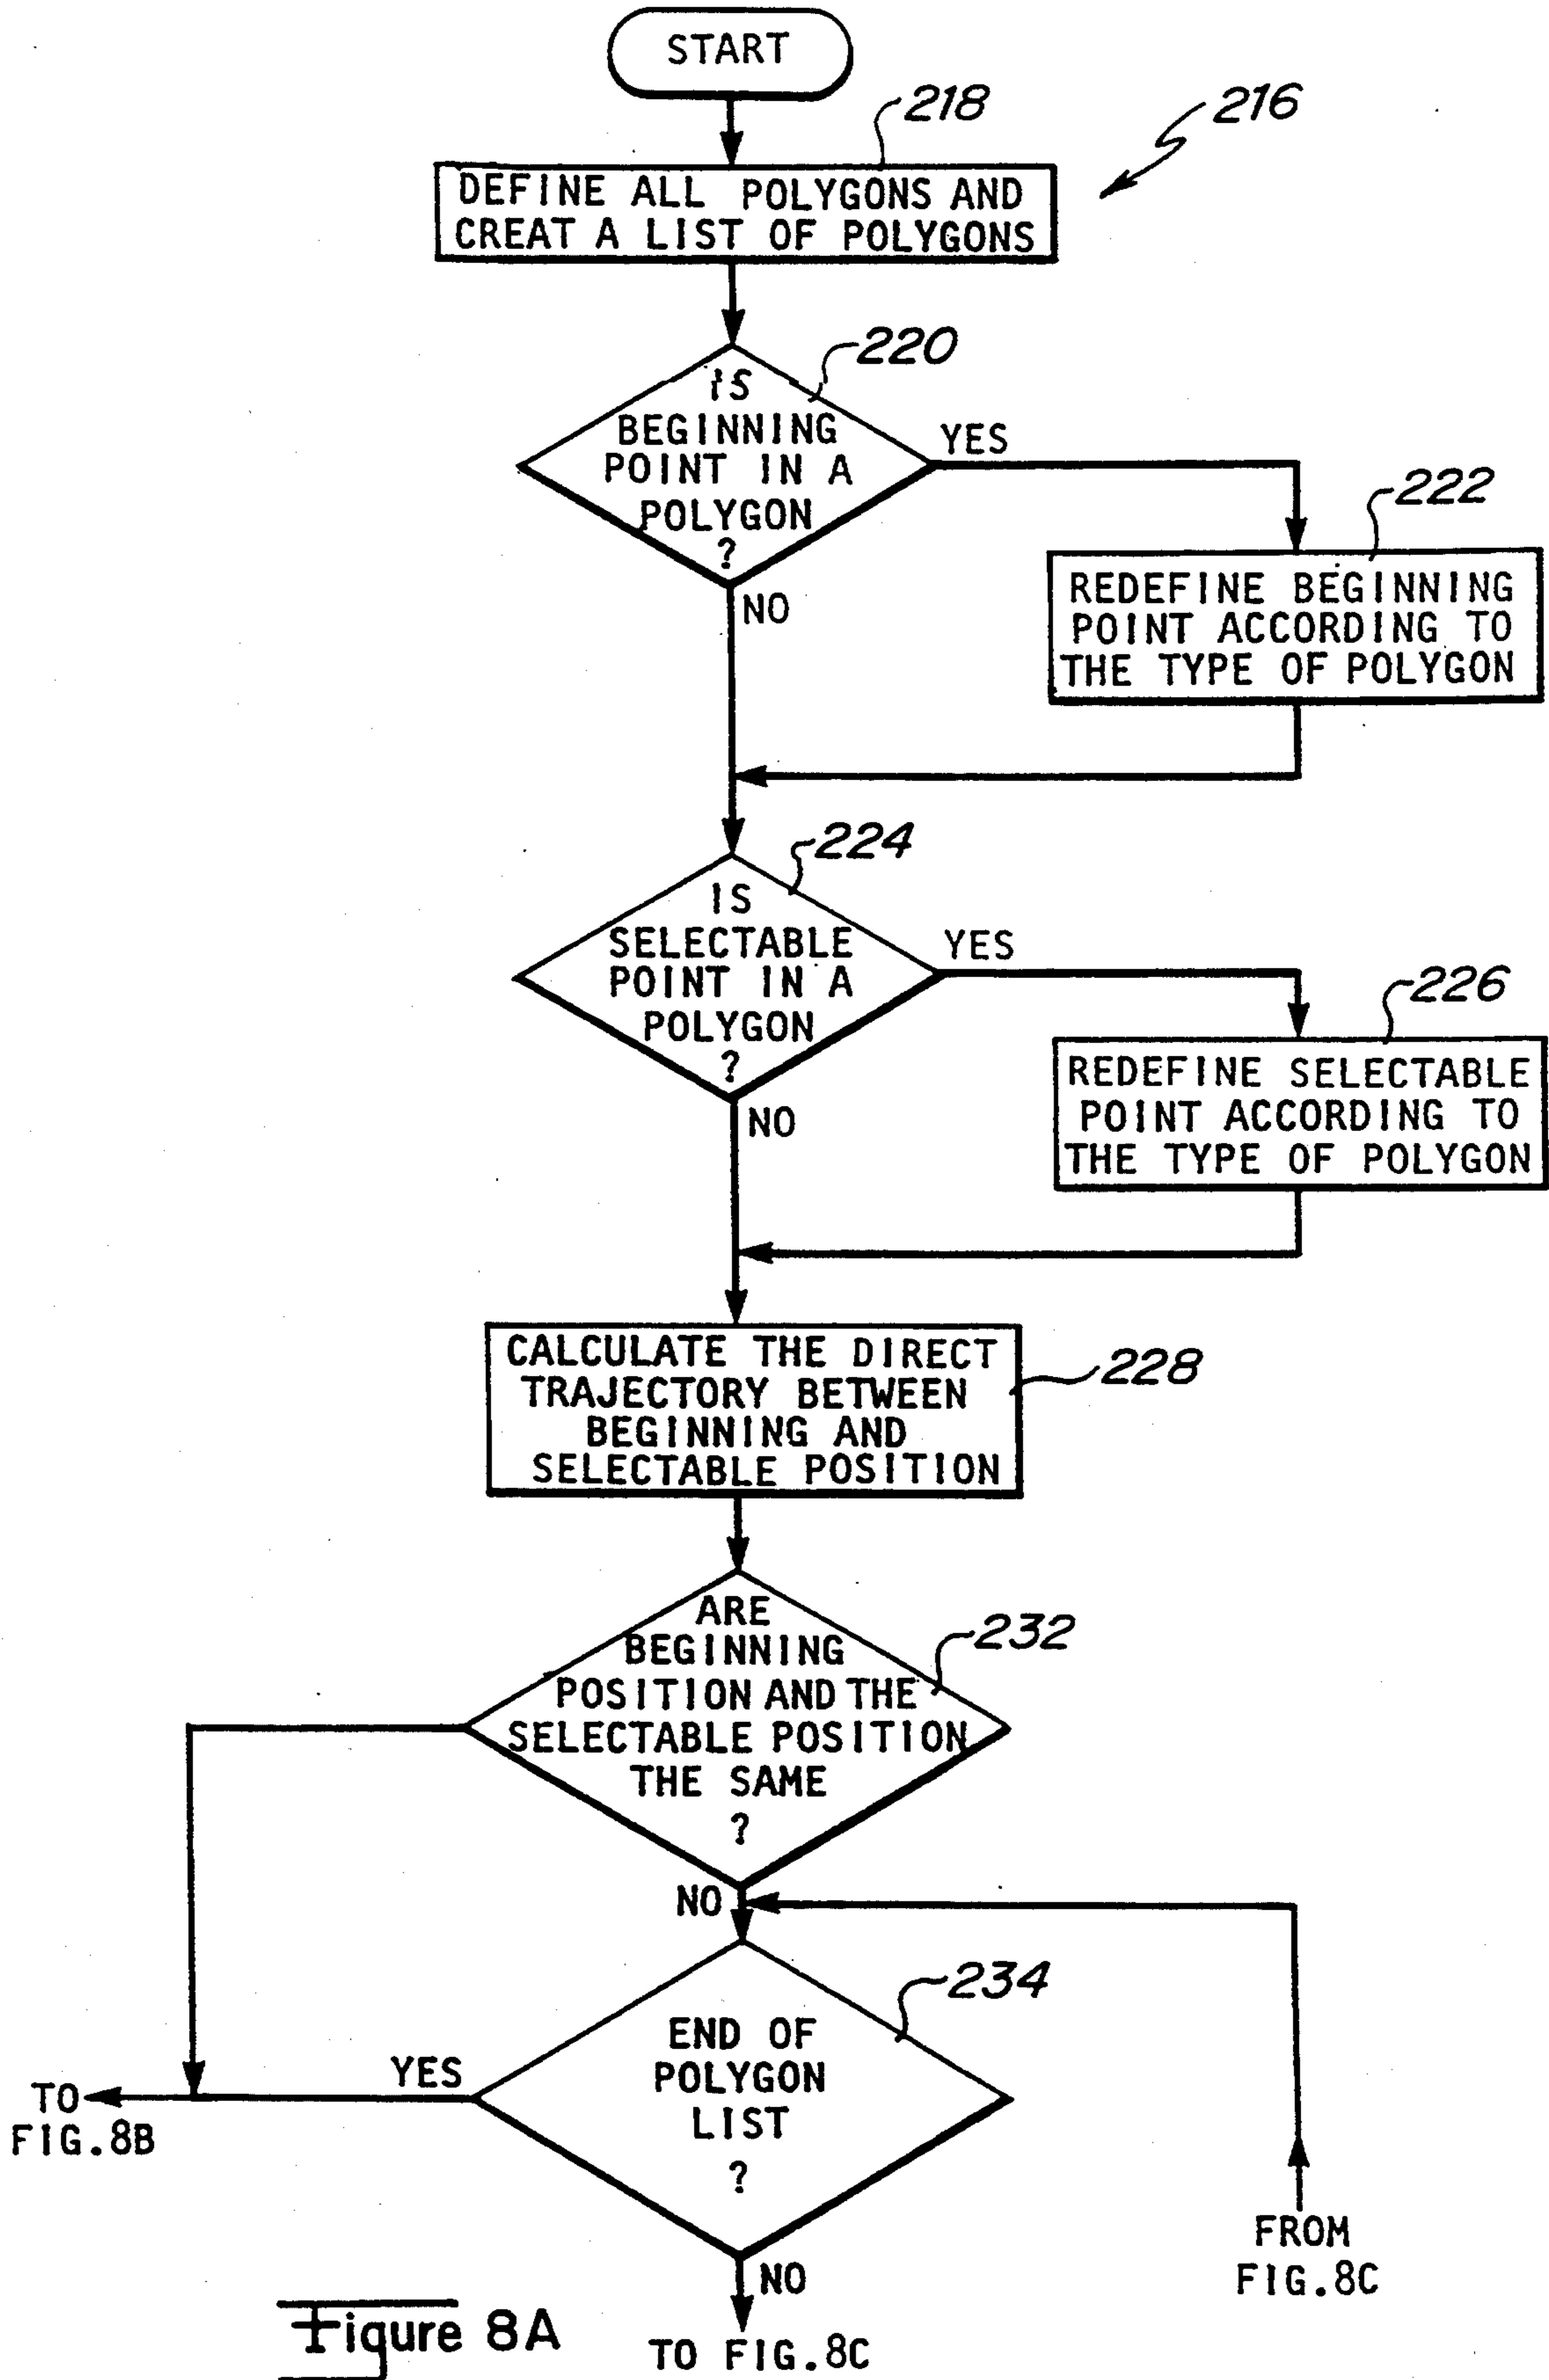 START
218
216
DEFINE ALL POLYGONS AND
CREAT A LIST OF POLYGONS
220
IS
BEGINNING
POINT IN A
POLYGON
?
YES
NO
222
REDEFINE BEGINNING
POINT ACCORDING TO
THE TYPE OF POLYGON
224
IS
SELECTABLE
POINT IN A
POLYGON
?
YES
NO
226
REDEFINE SELECTABLE
POINT ACCORDING TO
THE TYPE OF POLYGON
CALCULATE THE DIRECT
TRAJECTORY BETWEEN
BEGINNING AND
SELECTABLE POSITION
228
ARE
BEGINNING
POSITION AND THE
SELECTABLE POSITION
THE SAME
?
232
NO
234
END OF
POLYGON
LIST
?
YES
TO
FIG.8B
NO
TO FIG.8C
FROM
FIG.8C
Figure 8A